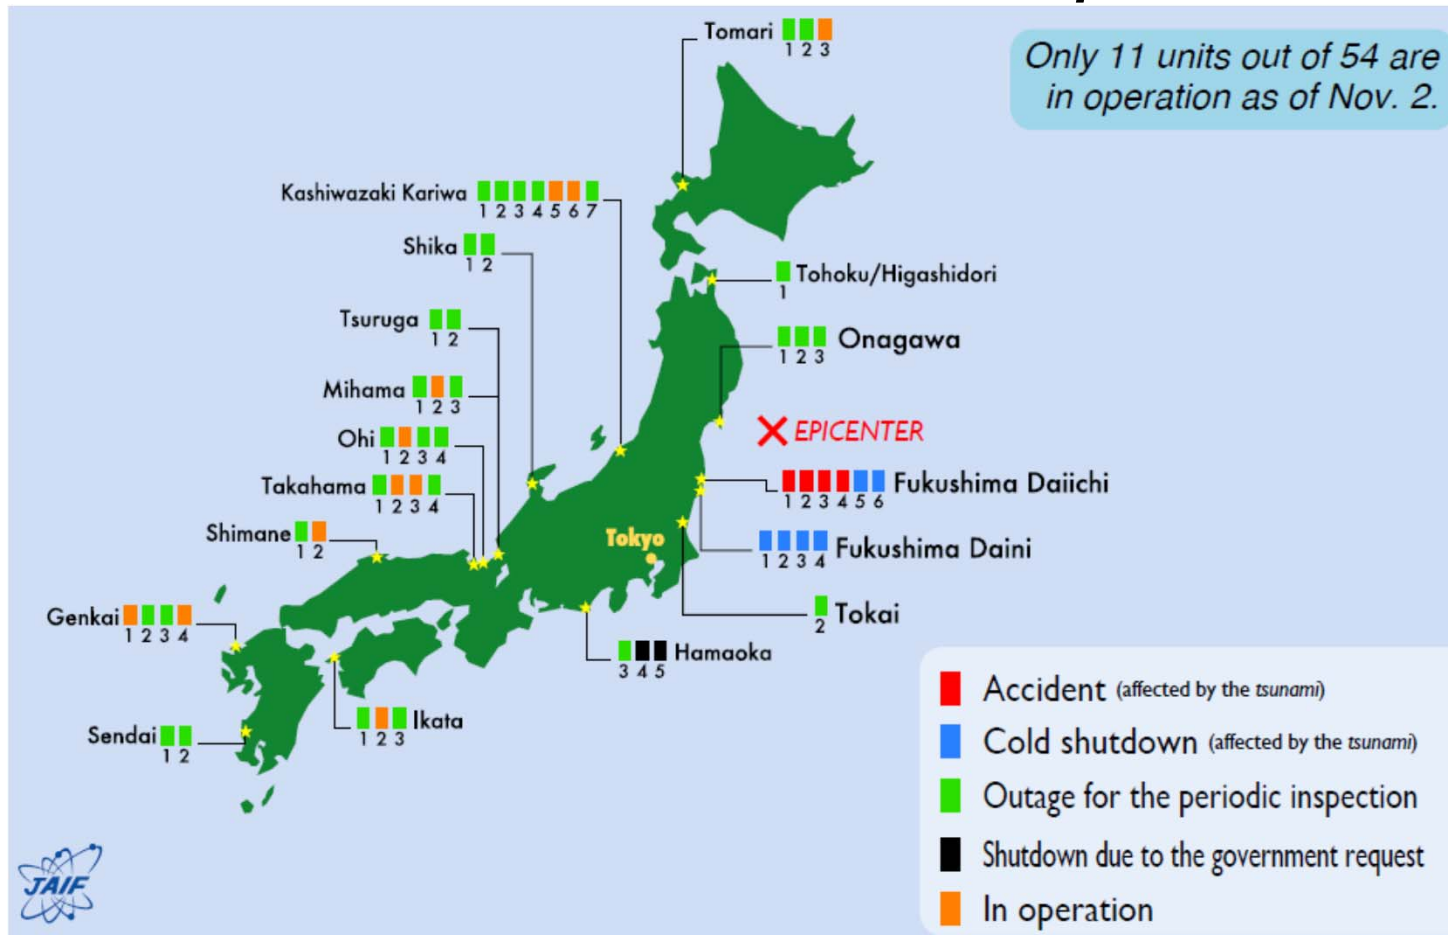 Tomari
1 2 3
Only 11 units out of 54 are
in operation as of Nov. 2.
Kashiwazaki Kariwa
1 2 3 4 5 6 7
Shika
1 2
Tohoku/Higashidori
1
Tsuruga
1 2
Onagawa
1 2 3
Mihama
1 2 3
EPICENTER
Ohi
1 2 3 4
Takahama
1 2 3 4
Fukushima Daiichi
1 2 3 4 5 6
Shimane
1 2
Tokyo
Fukushima Daini
1 2 3 4
Genkai
1 2 3 4
Tokai
2
Hamaoka
3 4 5
Ikata
1 2 3
Sendai
1 2
Accident (affected by the tsunami)
Cold shutdown (affected by the tsunami)
Outage for the periodic inspection
Shutdown due to the government request
In operation
JAIF